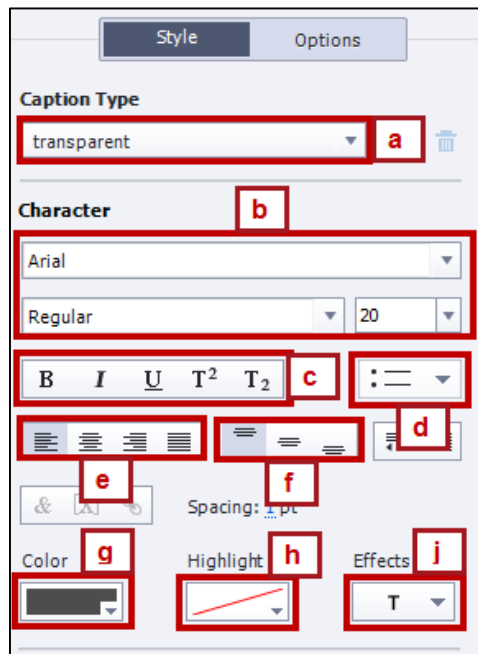 Style Options
Caption Type
transparent a
Character b
Arial
Regular 20
B I U T² T₂ c
d
e f
& [X] Spacing: 1 pt
Color g Highlight h Effects j
T